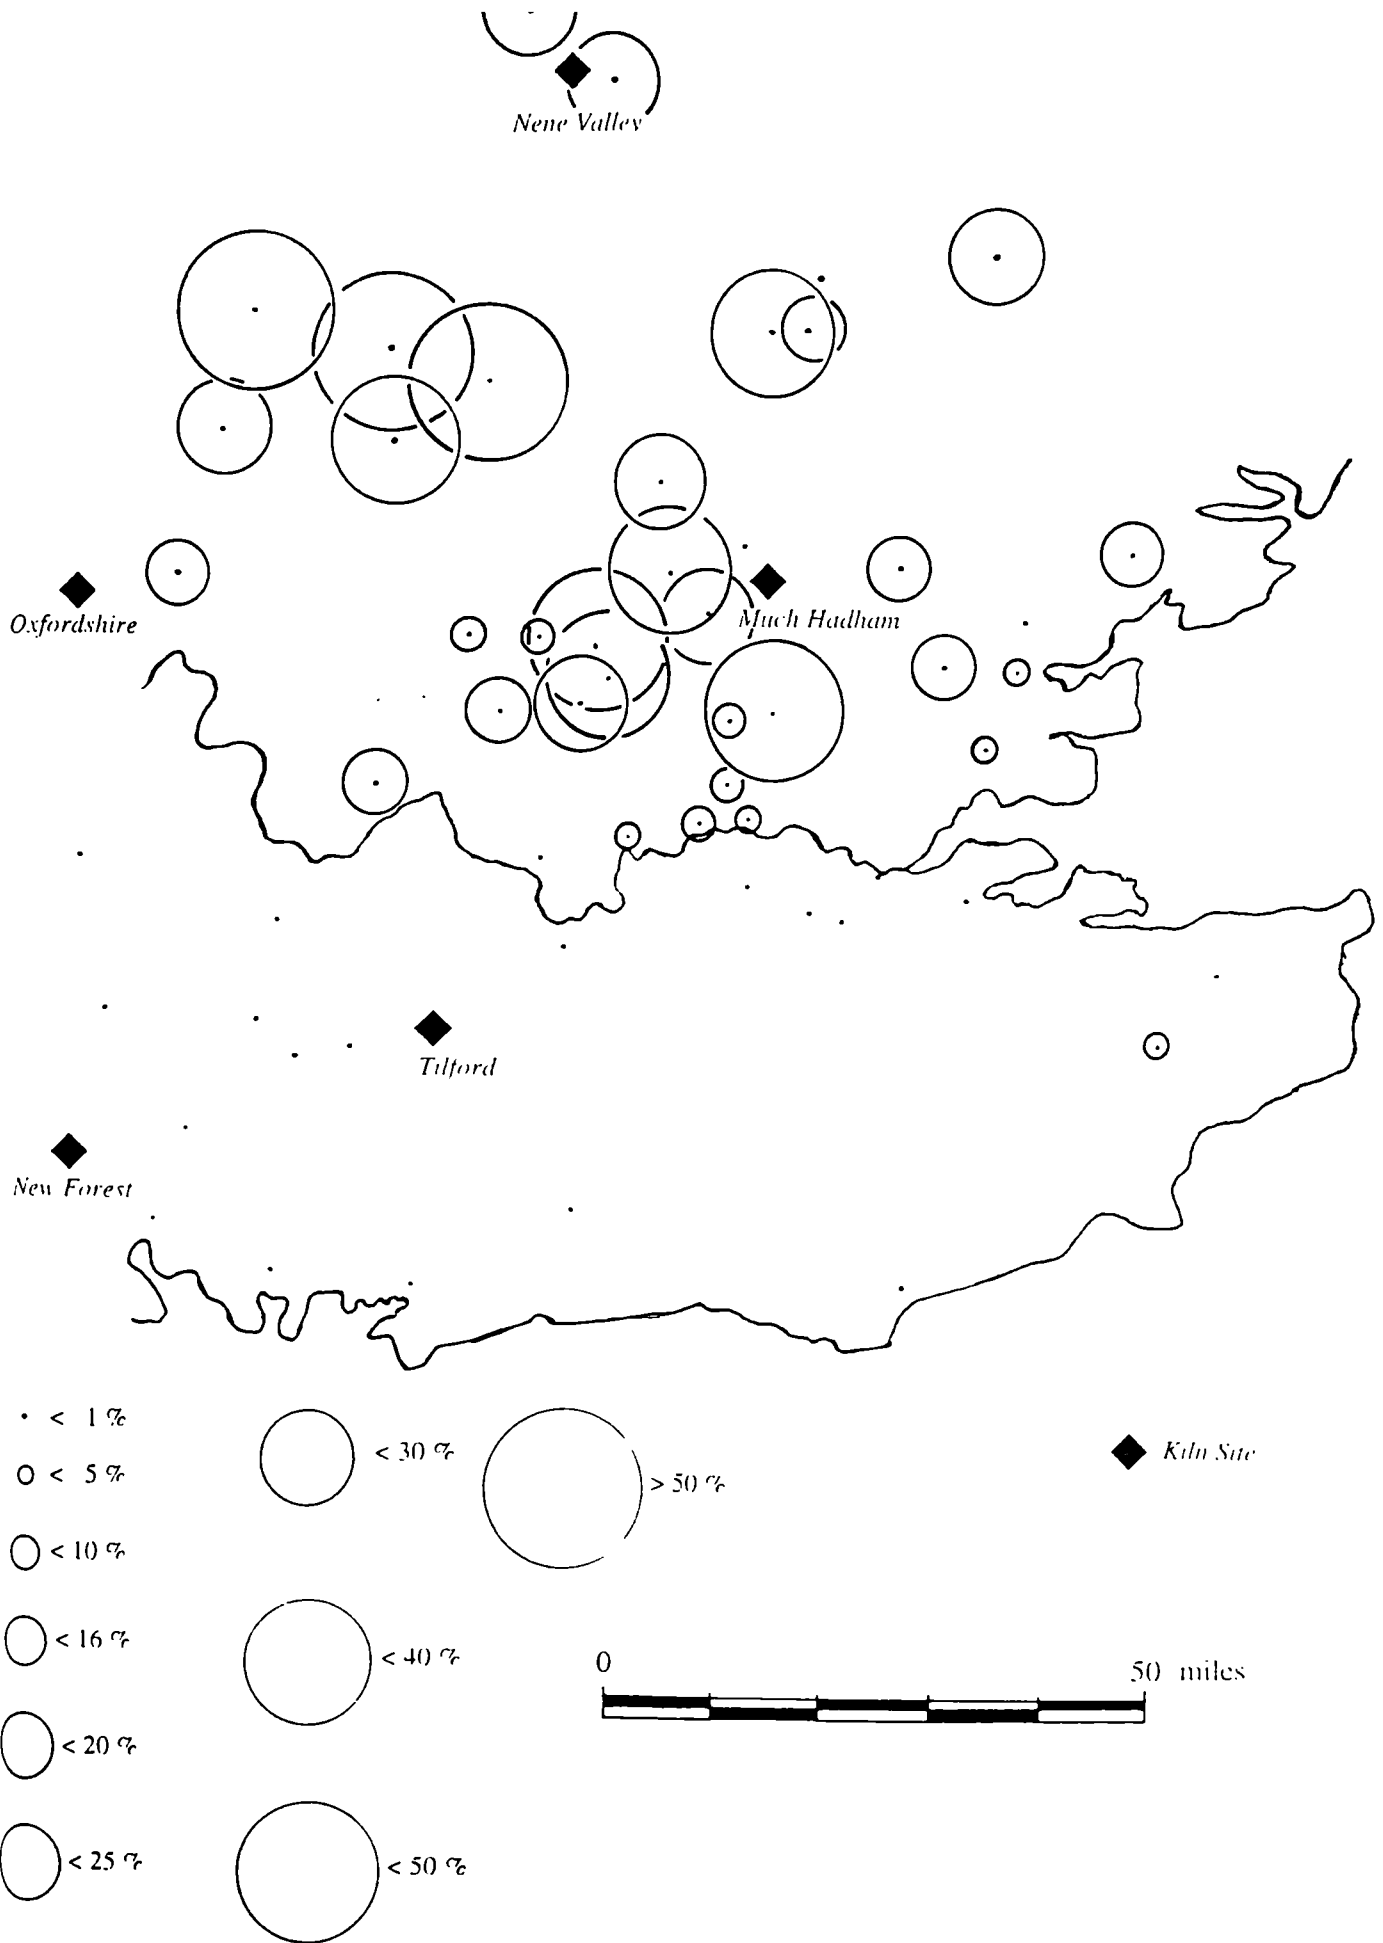 Nene Valley
Oxfordshire
Much Hadham
Tilford
New Forest
< 1 %
< 5 %
< 10 %
< 16 %
< 20 %
< 25 %
< 30 %
< 40 %
< 50 %
> 50 %
Kiln Site
0 50 miles